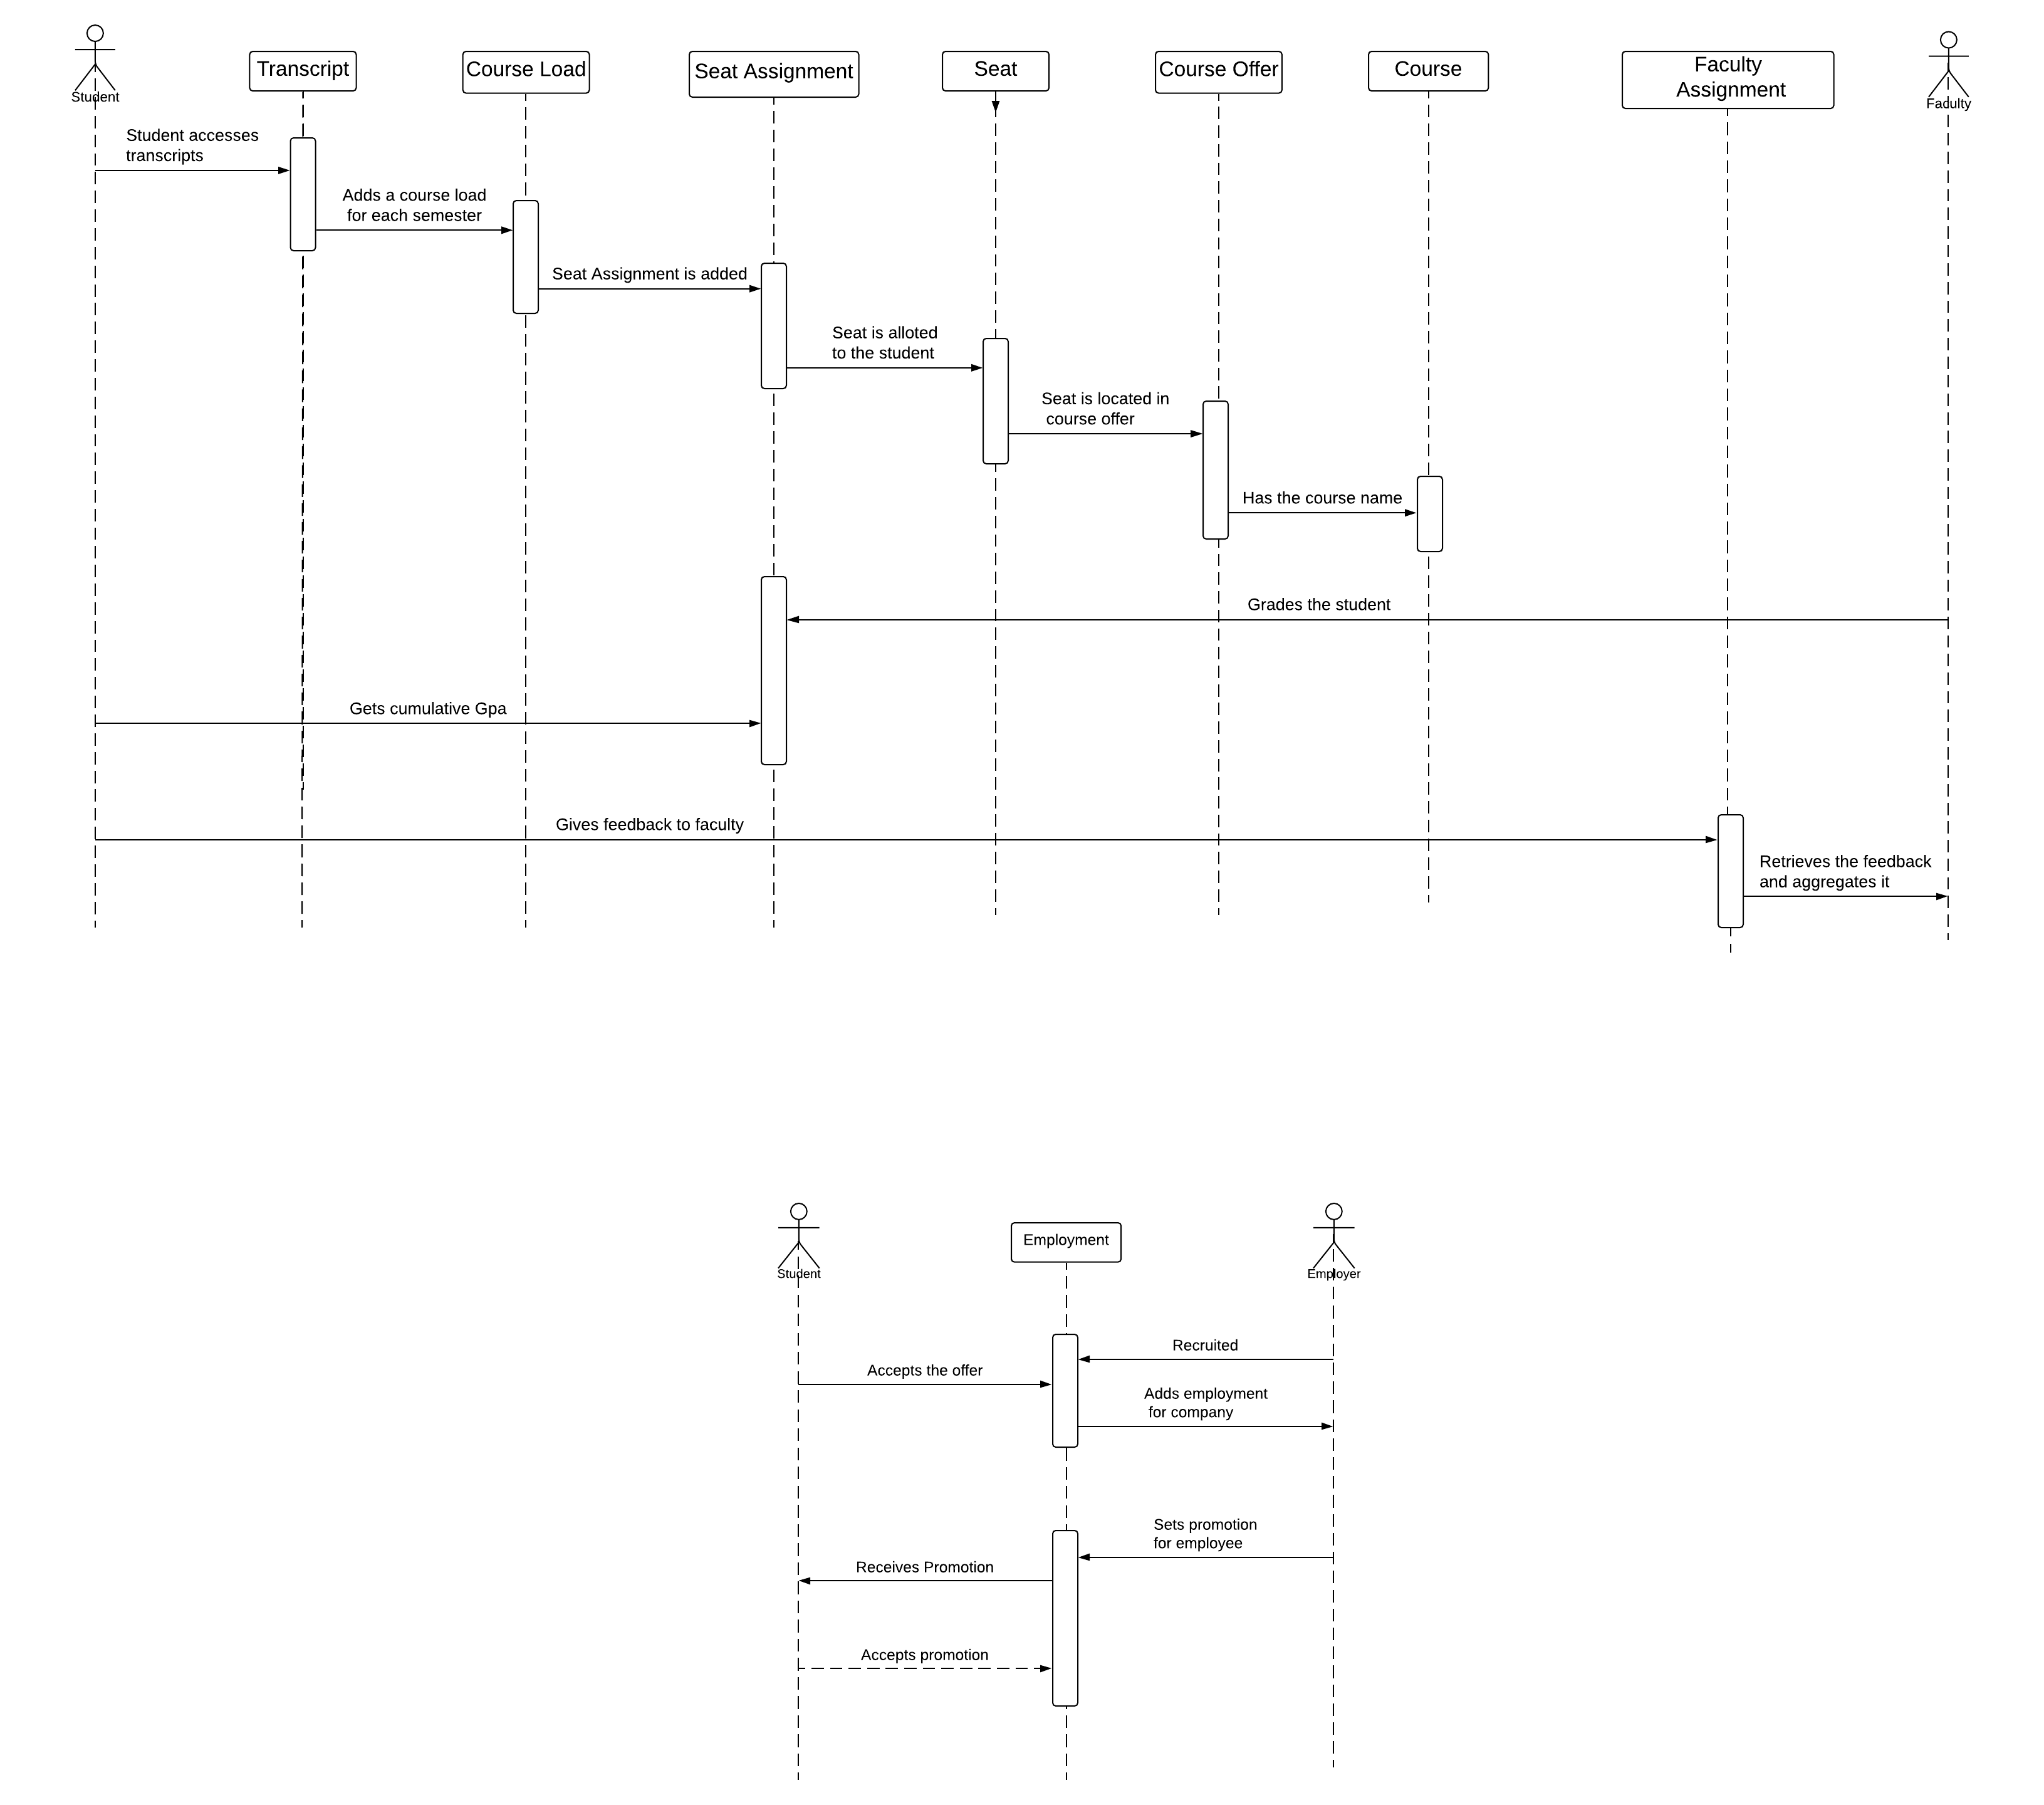 Student
Transcript
Course Load
Seat Assignment
Seat
Course Offer
Course
Faculty
Assignment
Faculty
Student accesses
transcripts
Adds a course load
for each semester
Seat Assignment is added
Seat is alloted
to the student
Seat is located in
course offer
Has the course name
Grades the student
Gets cumulative Gpa
Gives feedback to faculty
Retrieves the feedback
and aggregates it
Student
Employment
Employer
Recruited
Accepts the offer
Adds employment
for company
Sets promotion
for employee
Receives Promotion
Accepts promotion